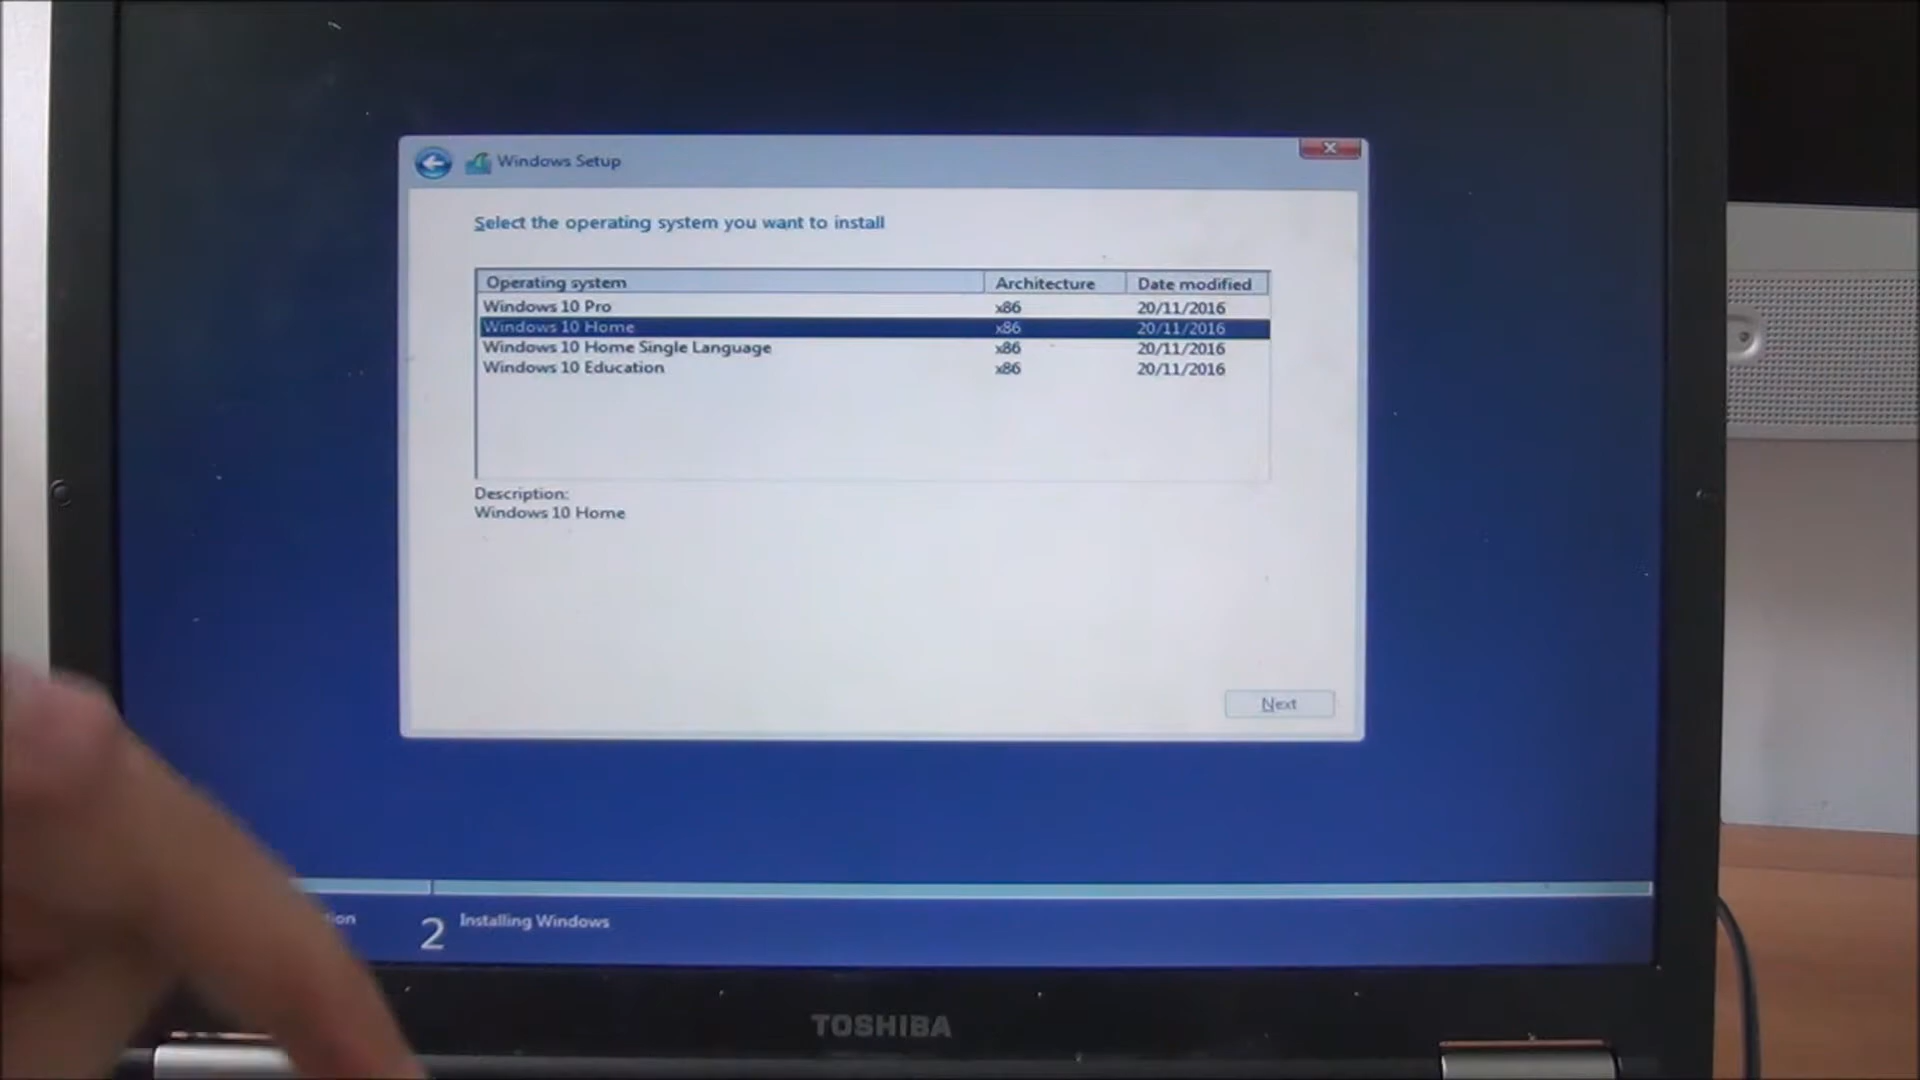 Windows Setup
Select the operating system you want to install
Operating system Architecture Date modified
Windows 10 Pro x86 20/11/2016
Windows 10 Home x86 20/11/2016
Windows 10 Home Single Language x86 20/11/2016
Windows 10 Education x86 20/11/2016
Description:
Windows 10 Home
Next
2 Installing Windows
TOSHIBA